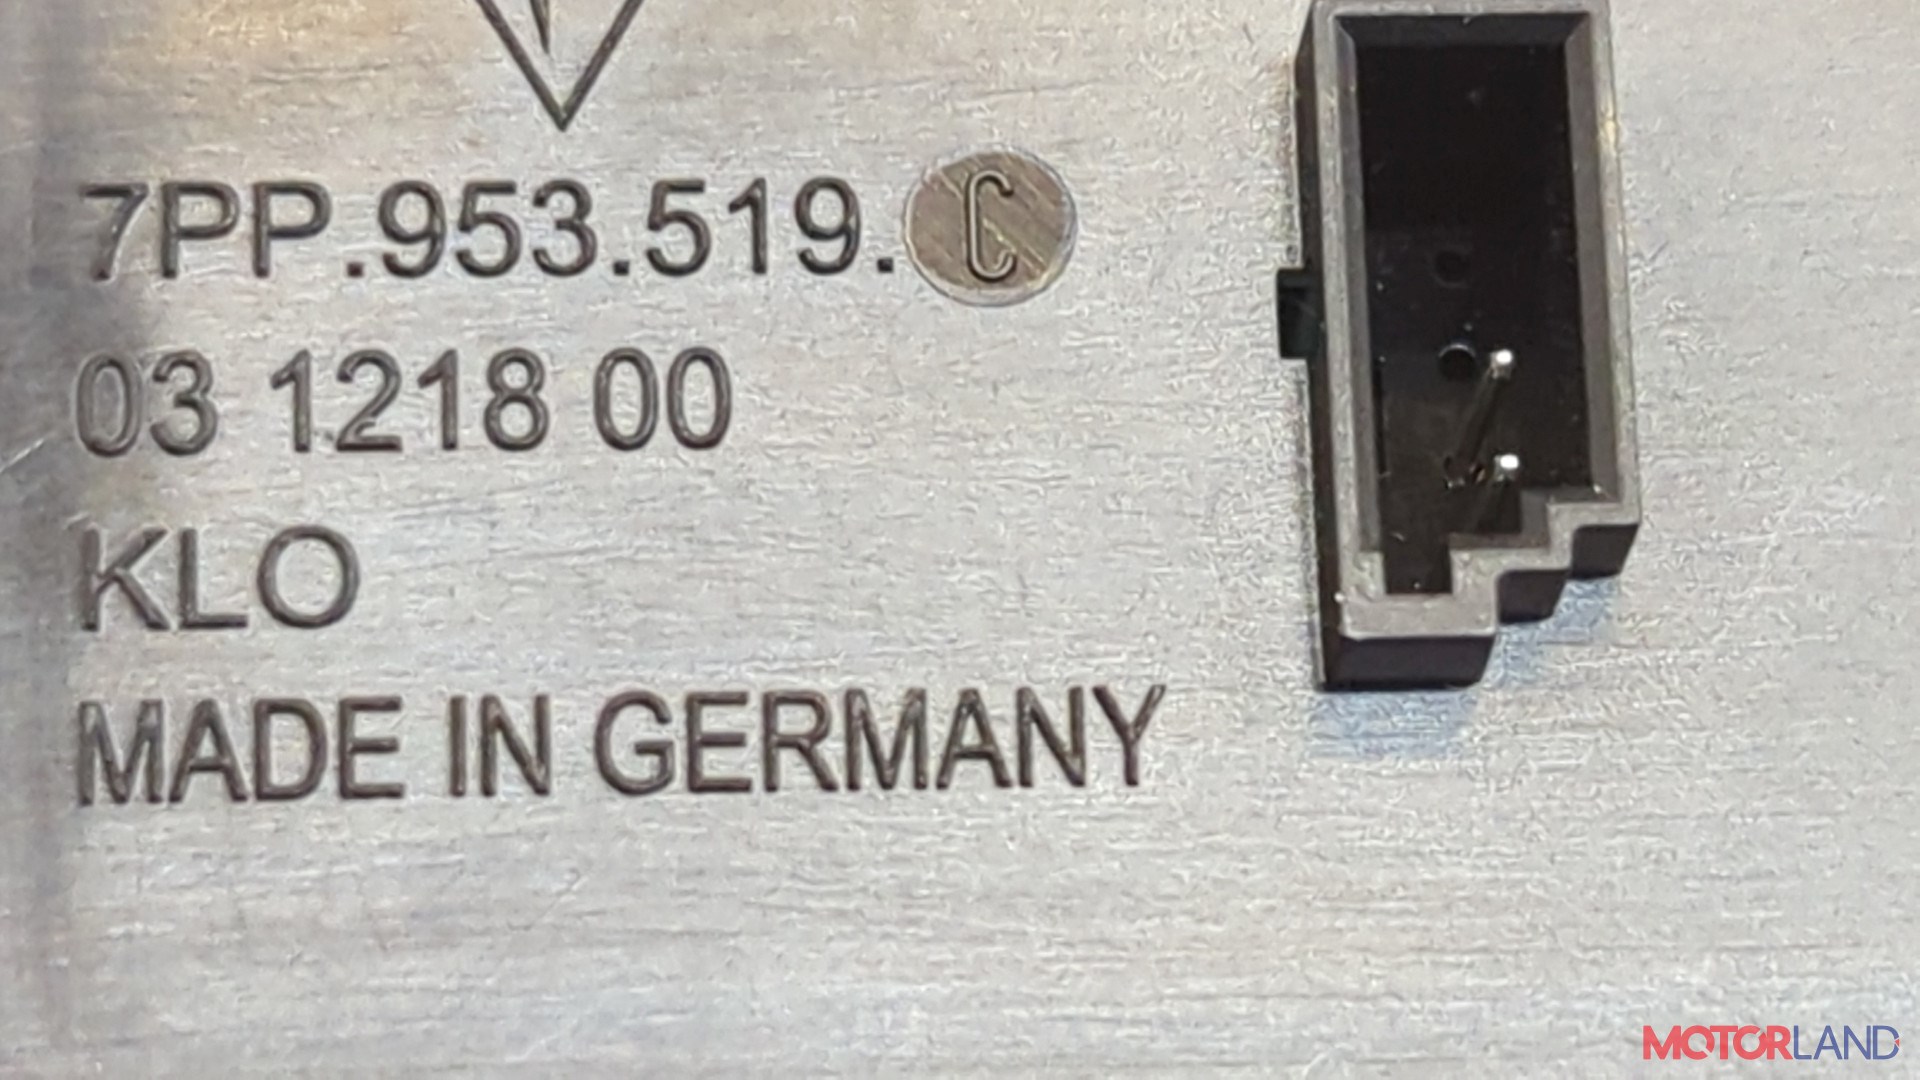 7PP.953.519.C
03 1218 00
KLO
MADE IN GERMANY
MOTORLAND